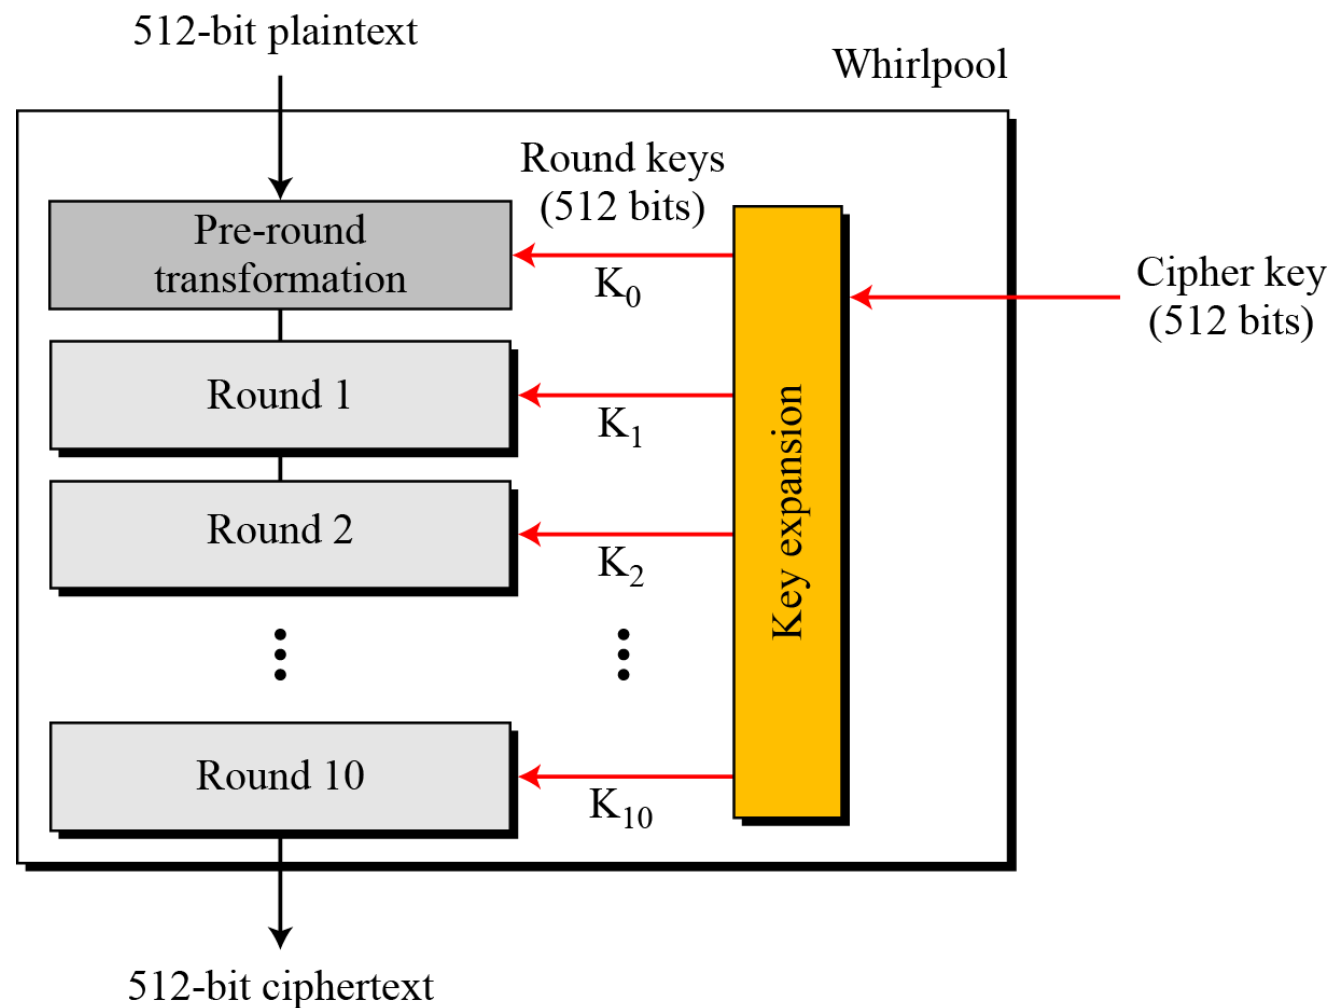 512-bit plaintext
Whirlpool
Round keys
(512 bits)
Pre-round
transformation
K0
Cipher key
(512 bits)
Round 1
K1
Round 2
K2
Key expansion
Round 10
K10
512-bit ciphertext